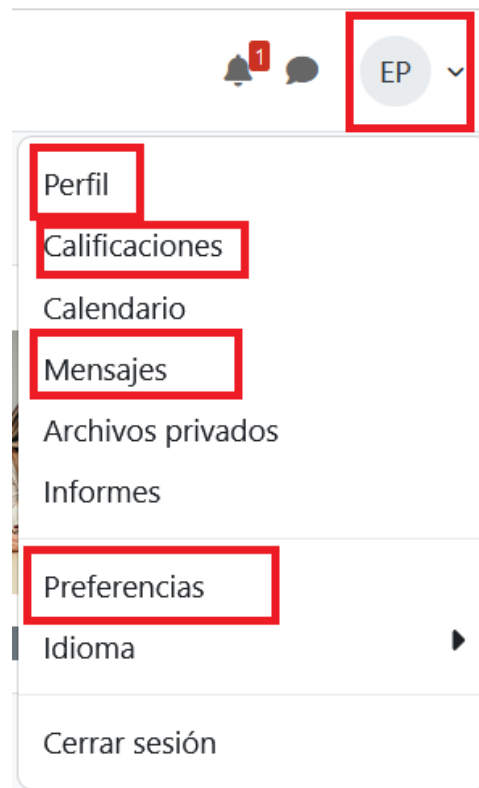 1
EP
Perfil
Calificaciones
Calendario
Mensajes
Archivos privados
Informes
Preferencias
Idioma
Cerrar sesión